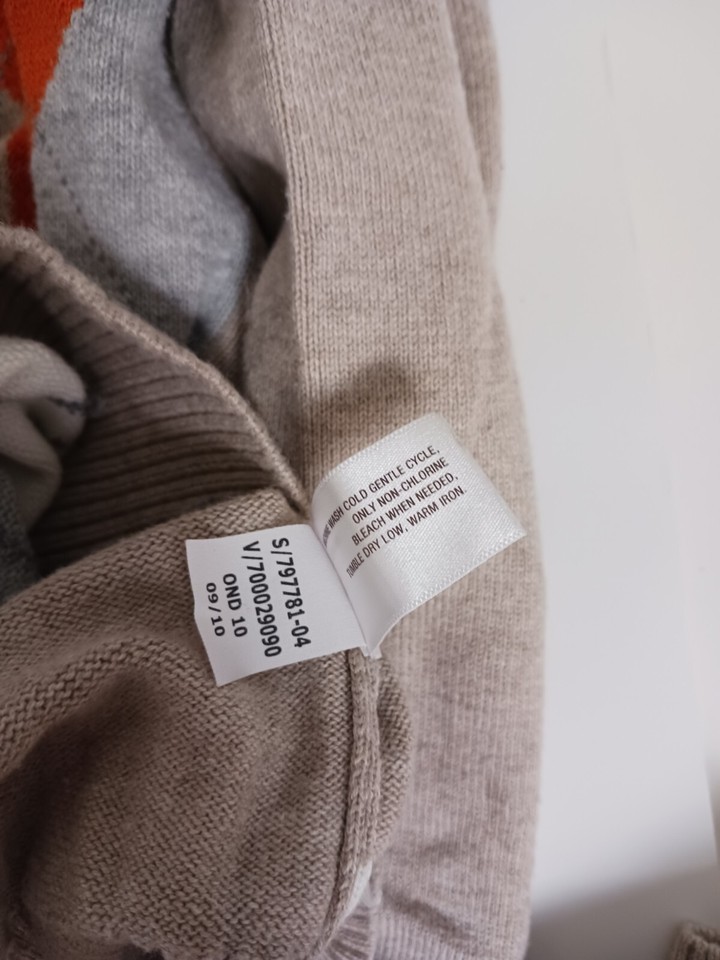 WASH COLD GENTLE CYCLE,
ONLY NON-CHLORINE
BLEACH WHEN NEEDED,
TUMBLE DRY LOW, WARM IRON.
S/797781-04
V/700029090
OND 10
09/10